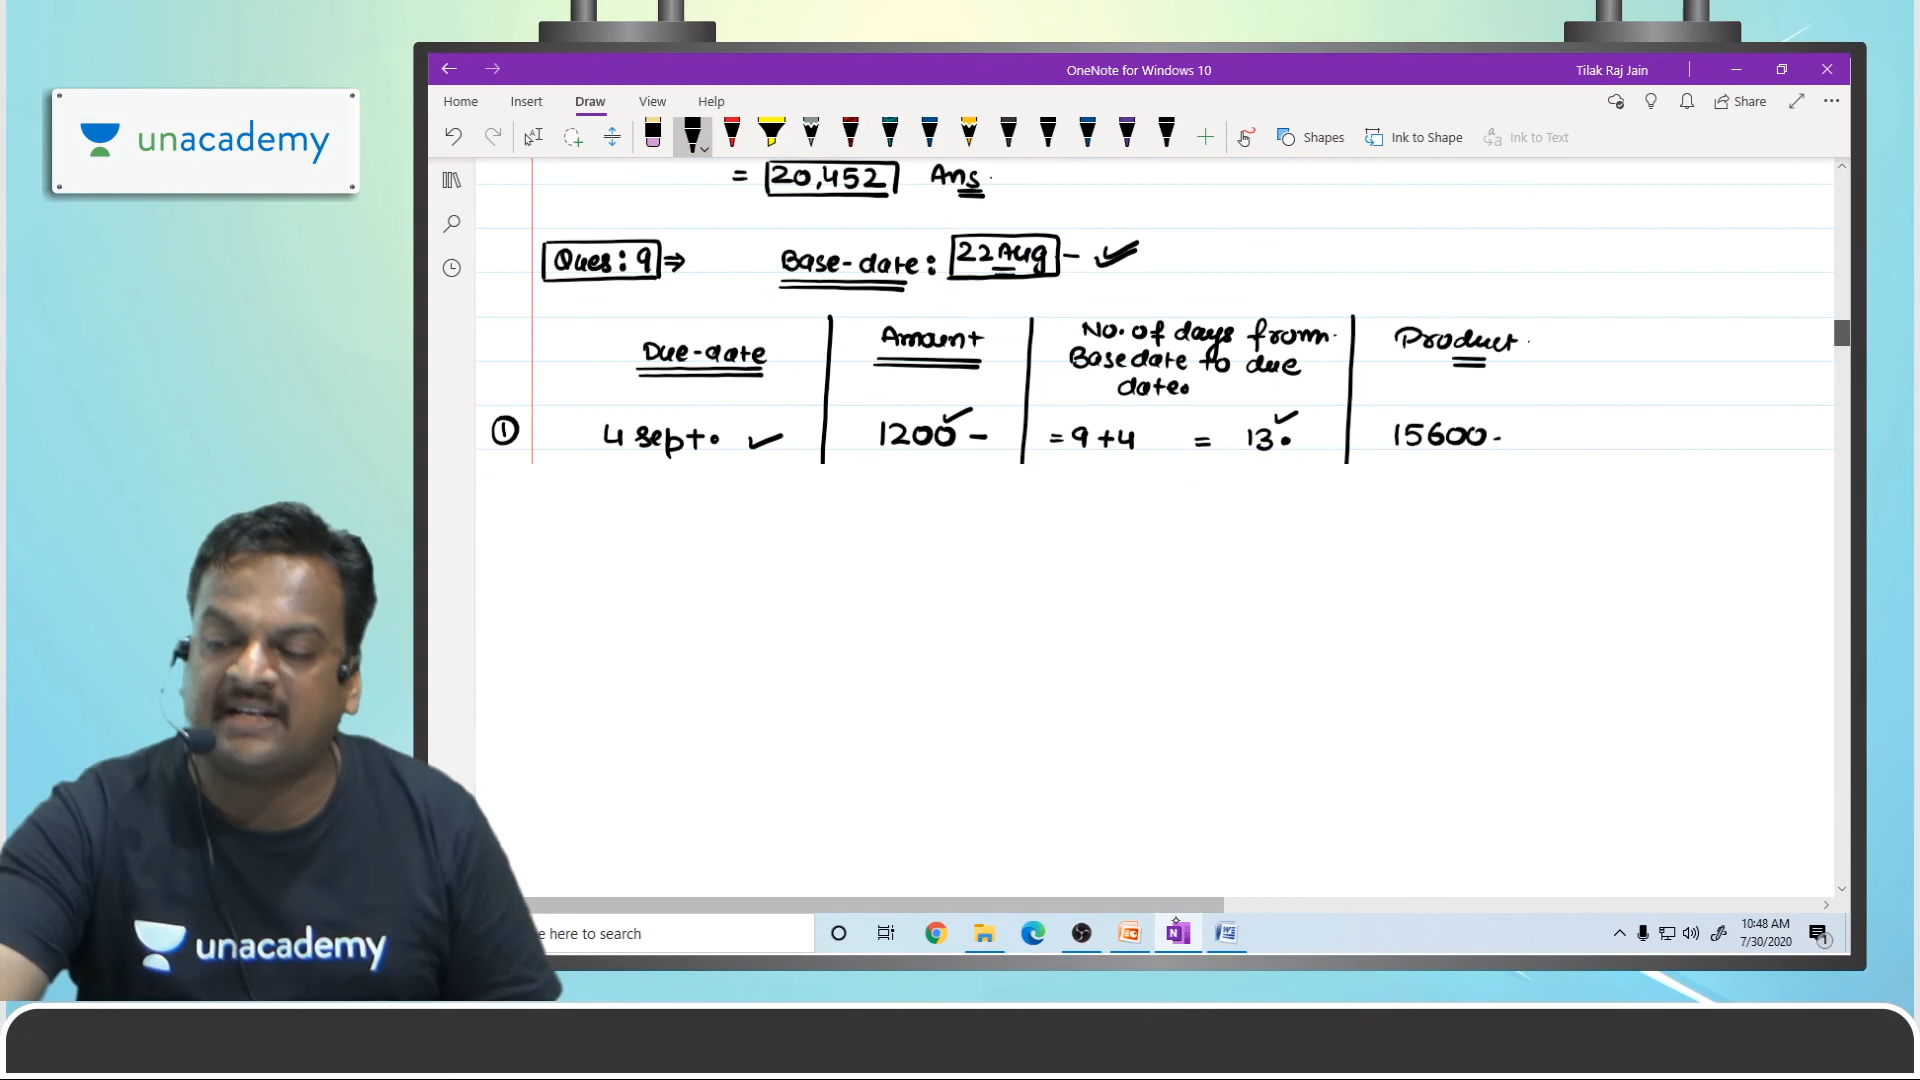 unacademy
OneNote for Windows 10
Tilak Raj Jain
Home Insert Draw View Help
Share
Shapes
Ink to Shape
Ink to Text
= 20,452 Ans
Ques: 9 ⇒ Base-date: 22 Aug - ✓
Due-date
Amount
No. of days from
Base date to due
date.
Product
① 4 sept. ✓ 1200 ✓ - = 9 + 4 = 13 ✓ 15600
unacademy
e here to search
10:48 AM
7/30/2020
1